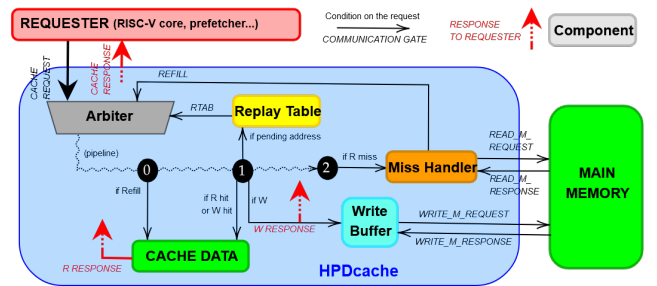 REQUESTER (RISC-V core, prefetcher...)
Condition on the request
COMMUNICATION GATE
RESPONSE
TO REQUESTER
Component
CACHE
REQUEST
CACHE
RESPONSE
REFILL
Arbiter
RTAB
Replay Table
(pipeline)
if pending address
0
1
2
if R miss
Miss Handler
READ_M_
REQUEST
READ_M_
RESPONSE
MAIN
MEMORY
if Refill
if R hit
or W hit
if W
W RESPONSE
Write
Buffer
WRITE_M_REQUEST
WRITE_M_RESPONSE
R RESPONSE
CACHE DATA
HPDcache